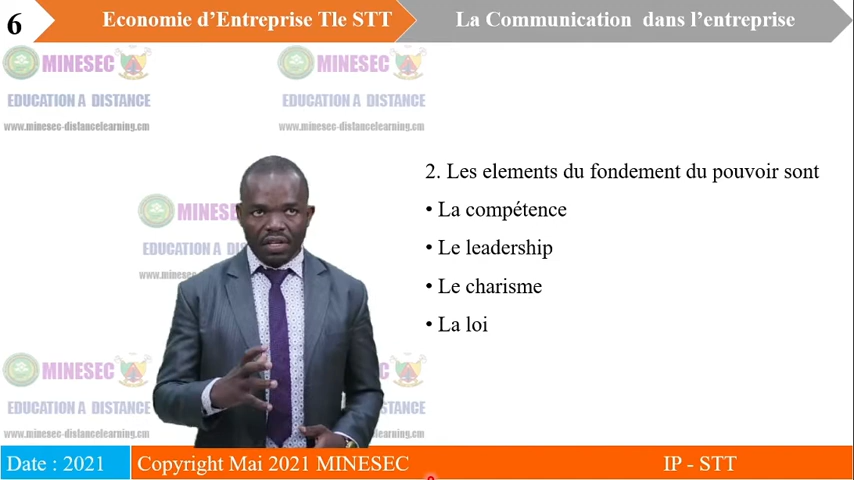 6
Economie d’Entreprise Tle STT
La Communication dans l’entreprise
MINESEC
EDUCATION A DISTANCE
www.minesec-distancelearning.cm
MINESEC
EDUCATION A DISTANCE
www.minesec-distancelearning.cm
2. Les elements du fondement du pouvoir sont
• La compétence
• Le leadership
• Le charisme
• La loi
MINESEC
EDUCATION A DISTANCE
www.minesec-distancelearning.cm
Date : 2021
Copyright Mai 2021 MINESEC
IP - STT